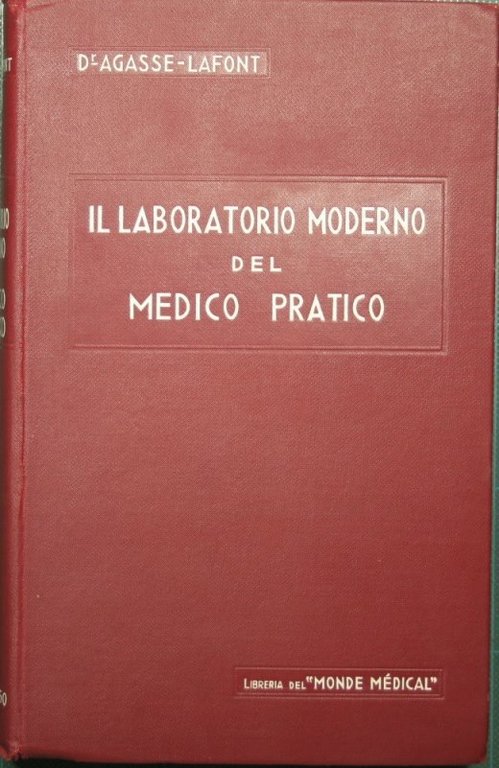 Dr AGASSE-LAFONT
IL LABORATORIO MODERNO
DEL
MEDICO PRATICO
LIBRERIA DEL "MONDE MÉDICAL"